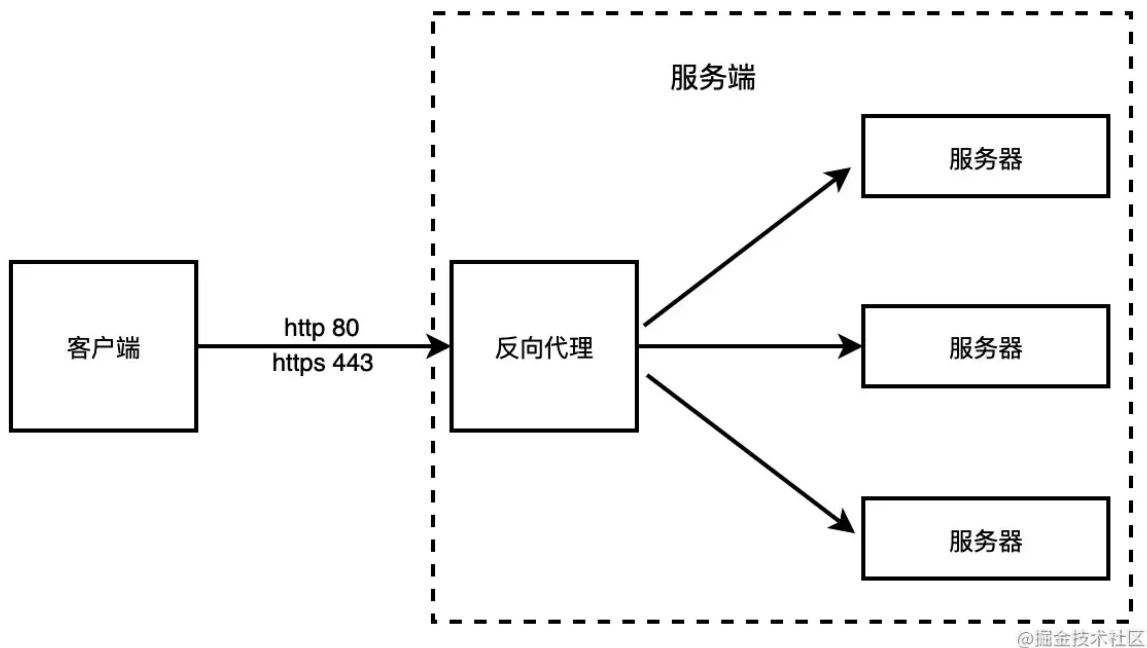 服务端
服务器
http 80
https 443
客户端
反向代理
服务器
服务器
@掘金技术社区